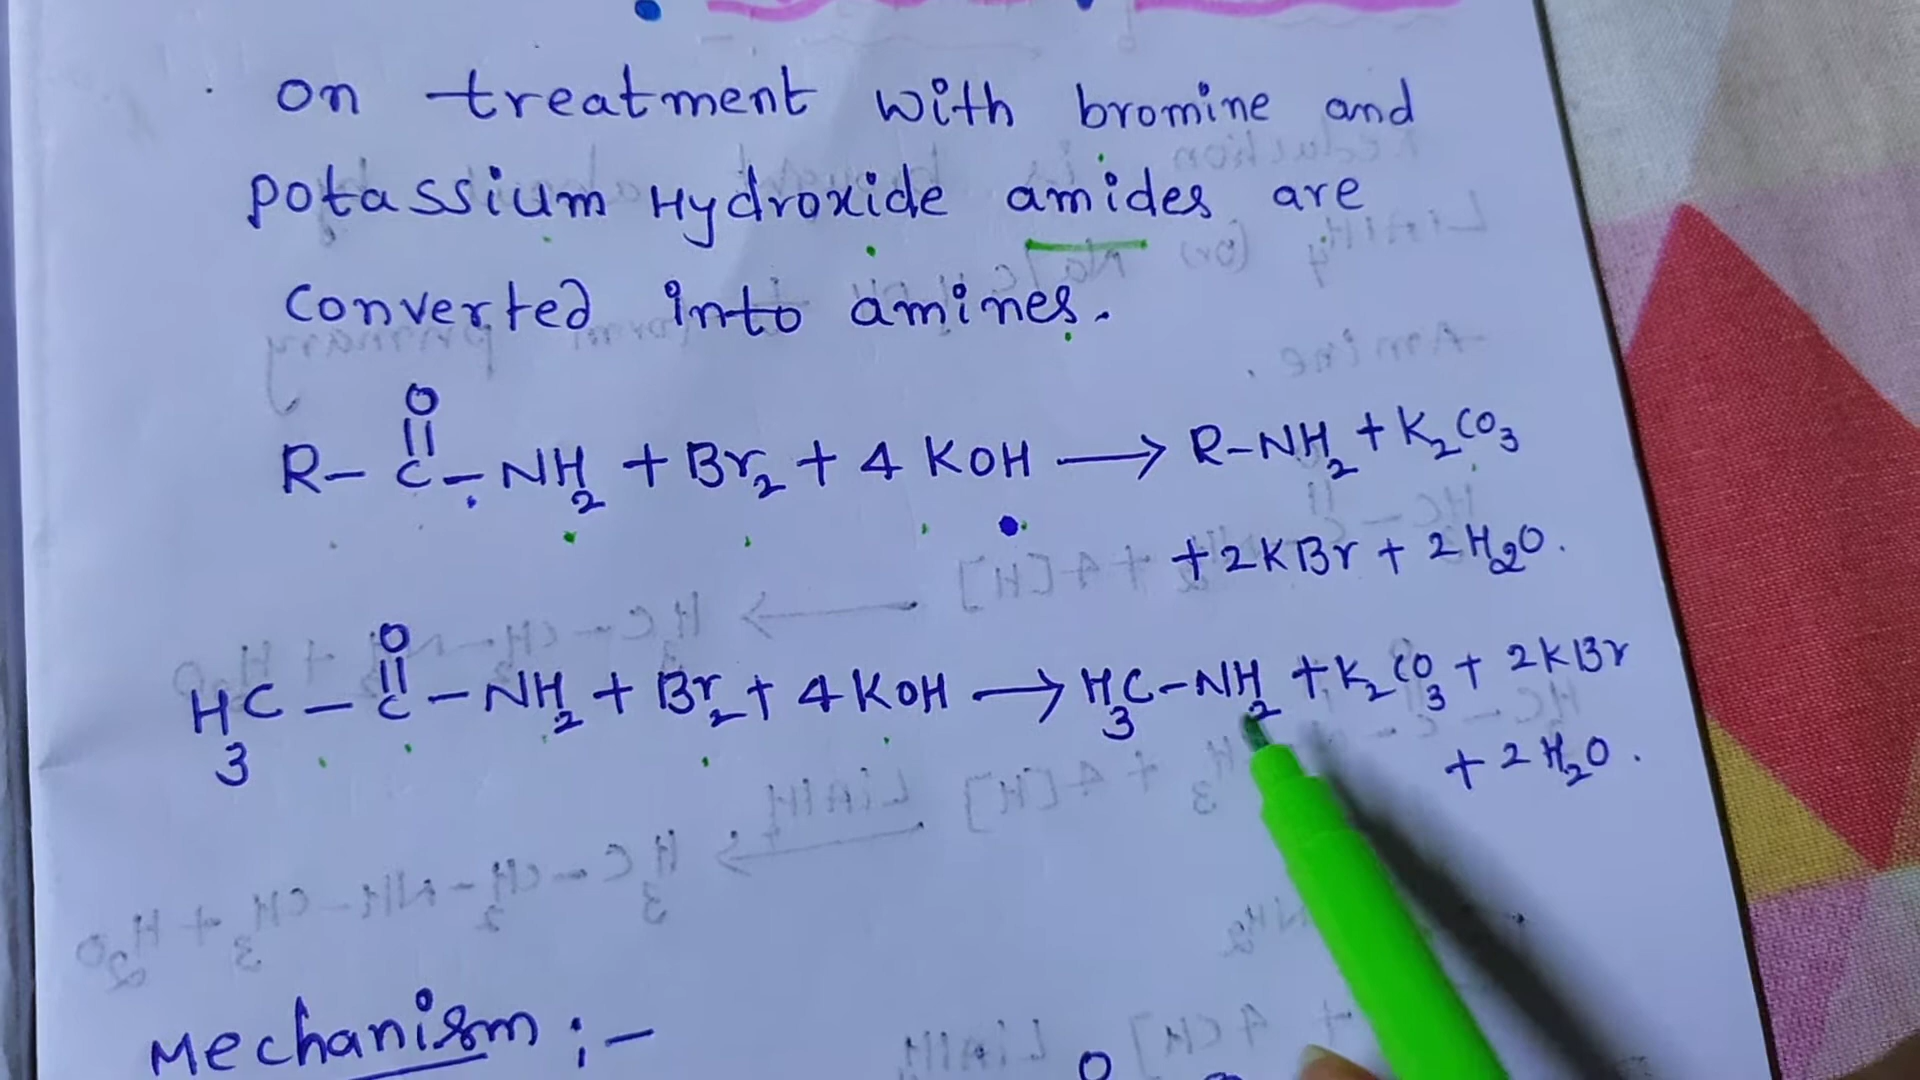 on treatment with bromine and
potassium Hydroxide amides are
converted into amines.
O
||
R-C-NH₂ + Br₂ + 4 KOH ⟶ R-NH₂ + K₂CO₃
+ 2KBr + 2H₂O.
O
||
H₃C-C-NH₂ + Br₂ + 4KOH ⟶ H₃C-NH₂ + K₂CO₃ + 2KBr
+ 2H₂O.
Mechanism :-
O